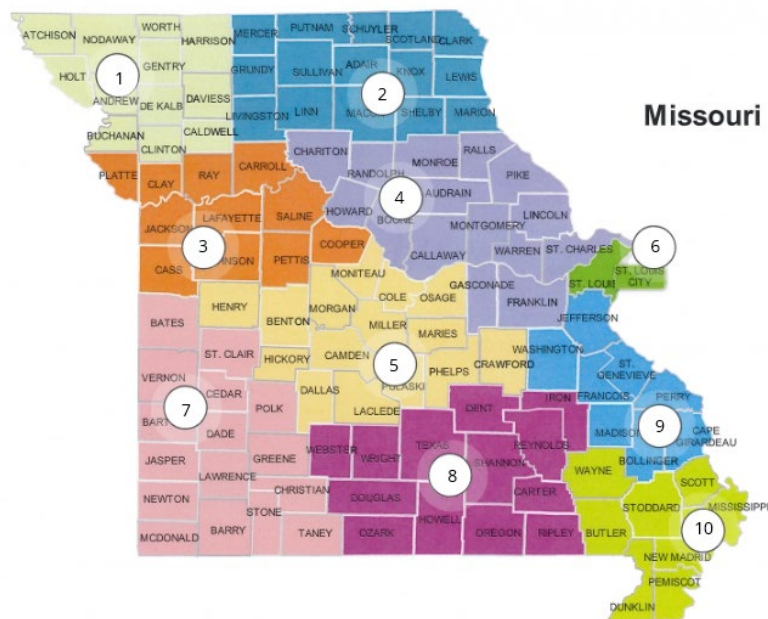 Missouri
ATCHISON
NODAWAY
WORTH
HARRISON
HOLT
GENTRY
ANDREW
DE KALB
DAVIESS
BUCHANAN
CLINTON
CALDWELL
1
MERCER
PUTNAM
SCHUYLER
SCOTLAND
CLARK
GRUNDY
SULLIVAN
ADAIR
KNOX
LEWIS
LIVINGSTON
LINN
SHELBY
MARION
2
PLATTE
CLAY
RAY
CARROLL
JACKSON
LAFAYETTE
SALINE
CASS
PETTIS
COOPER
3
CHARITON
RANDOLPH
MONROE
RALLS
PIKE
HOWARD
AUDRAIN
MONTGOMERY
LINCOLN
CALLAWAY
WARREN
ST. CHARLES
GASCONADE
FRANKLIN
4
MONITEAU
HENRY
BENTON
MORGAN
COLE
OSAGE
MILLER
MARIES
HICKORY
CAMDEN
PHELPS
CRAWFORD
DALLAS
LACLEDE
5
ST. LOUIS
ST. LOUIS
CITY
6
BATES
ST. CLAIR
VERNON
CEDAR
POLK
DADE
JASPER
GREENE
LAWRENCE
NEWTON
CHRISTIAN
STONE
MCDONALD
BARRY
TANEY
7
DENT
IRON
WEBSTER
WRIGHT
TEXAS
SHANNON
REYNOLDS
DOUGLAS
CARTER
OZARK
HOWELL
OREGON
RIPLEY
8
JEFFERSON
WASHINGTON
ST.
GENEVIEVE
FRANCOIS
PERRY
MADISON
CAPE
GIRARDEAU
BOLLINGER
9
WAYNE
SCOTT
STODDARD
MISSISSIPPI
BUTLER
NEW MADRID
PEMISCOT
DUNKLIN
10